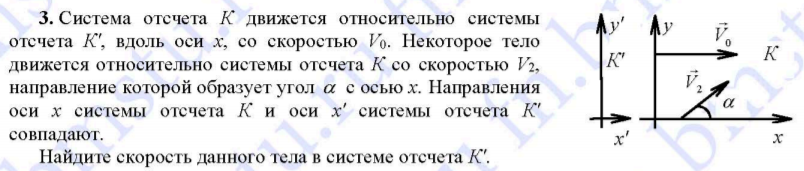 3. Система отсчета K движется относительно системы
отсчета K′, вдоль оси x, со скоростью V₀. Некоторое тело
движется относительно системы отсчета K со скоростью V₂,
направление которой образует угол α с осью x. Направления
оси x системы отсчета K и оси x′ системы отсчета K′
совпадают.
Найдите скорость данного тела в системе отсчета K′.
y′
K′
x′
y
V⃗₀
K
V⃗₂
α
x